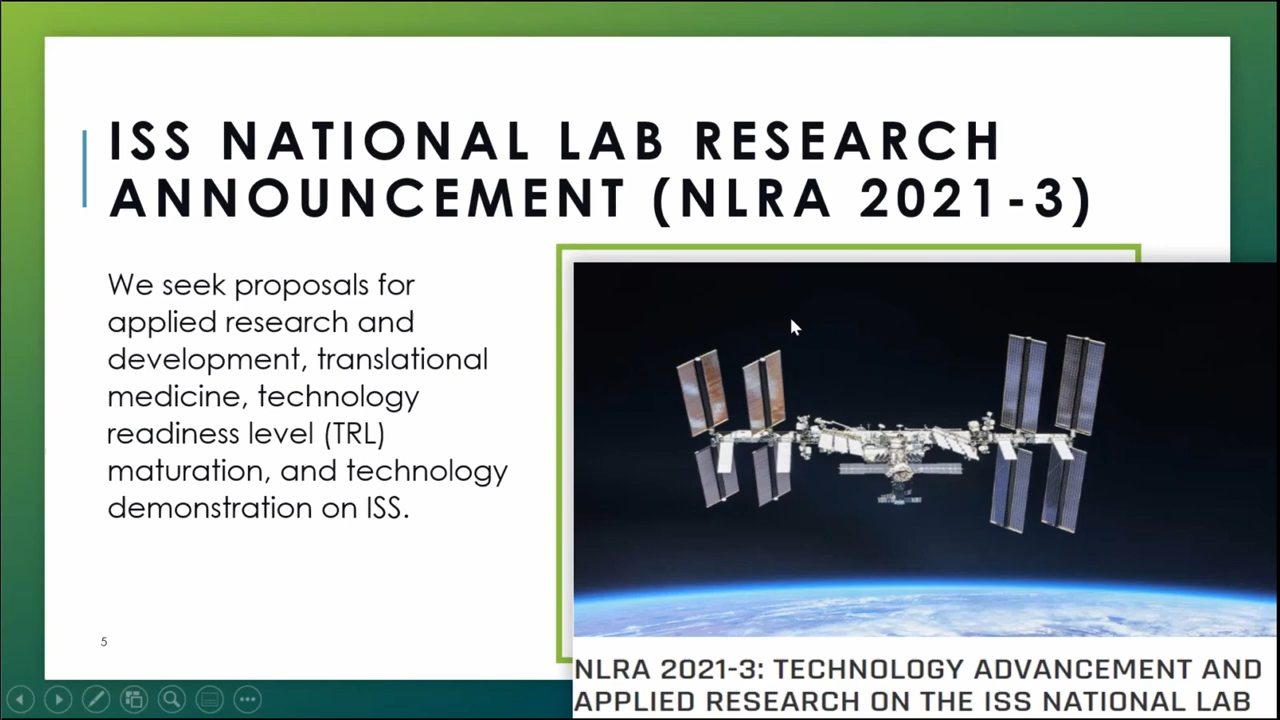 ISS NATIONAL LAB RESEARCH
ANNOUNCEMENT (NLRA 2021-3)
We seek proposals for
applied research and
development, translational
medicine, technology
readiness level (TRL)
maturation, and technology
demonstration on ISS.
5
NLRA 2021-3: TECHNOLOGY ADVANCEMENT AND
APPLIED RESEARCH ON THE ISS NATIONAL LAB